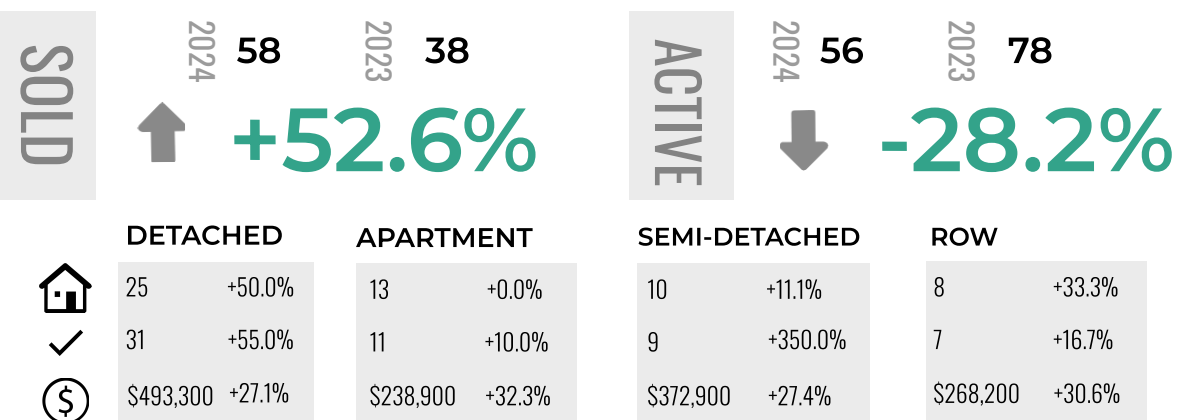 SOLD
2024 58 2023 38
+52.6%
ACTIVE
2024 56 2023 78
-28.2%
DETACHED APARTMENT SEMI-DETACHED ROW
25 +50.0% 13 +0.0% 10 +11.1% 8 +33.3%
31 +55.0% 11 +10.0% 9 +350.0% 7 +16.7%
$ $493,300 +27.1% $238,900 +32.3% $372,900 +27.4% $268,200 +30.6%